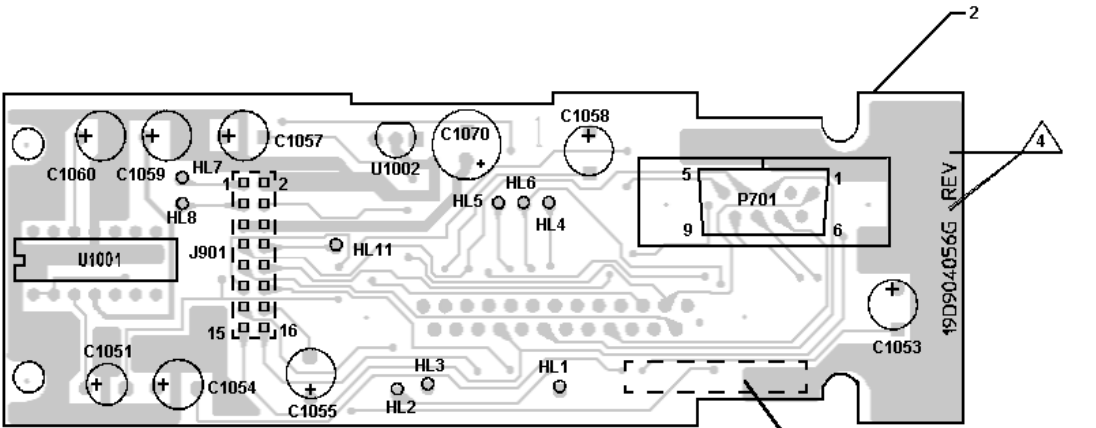 2
C1058
C1070
1
4
C1057
U1002
C1060
C1059
HL7
1
2
HL6
5
1
HL5
P701
HL8
HL4
9
6
J901
HL11
U1001
19D904056G REV
15
16
C1053
C1051
HL3
HL1
C1054
HL2
C1055